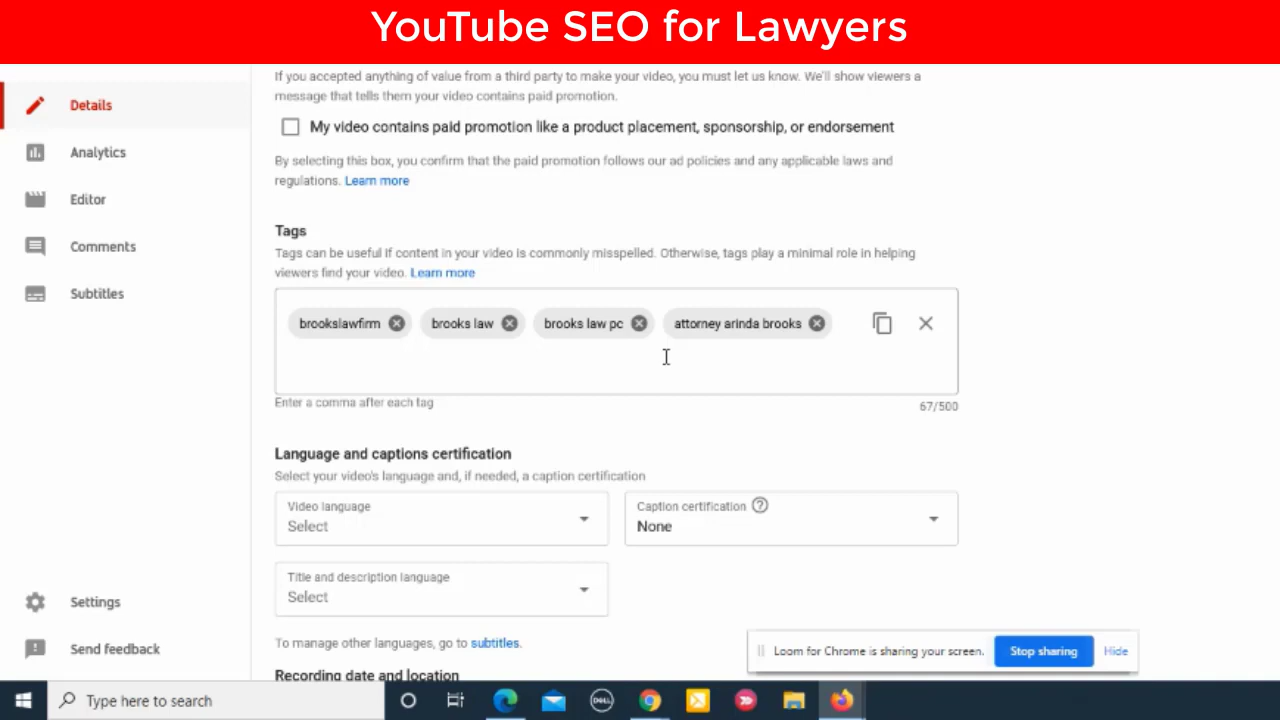 YouTube SEO for Lawyers
If you accepted anything of value from a third party to make your video, you must let us know. We'll show viewers a
message that tells them your video contains paid promotion.
Details
My video contains paid promotion like a product placement, sponsorship, or endorsement
Analytics
By selecting this box, you confirm that the paid promotion follows our ad policies and any applicable laws and
regulations. Learn more
Editor
Tags
Comments
Tags can be useful if content in your video is commonly misspelled. Otherwise, tags play a minimal role in helping
viewers find your video. Learn more
Subtitles
brookslawfirm brooks law brooks law pc attorney arinda brooks
Enter a comma after each tag
67/500
Language and captions certification
Select your video's language and, if needed, a caption certification
Video language
Select
Caption certification
None
Title and description language
Select
Settings
To manage other languages, go to subtitles.
Send feedback
Loom for Chrome is sharing your screen. Stop sharing Hide
Recording date and location
Type here to search
DELL